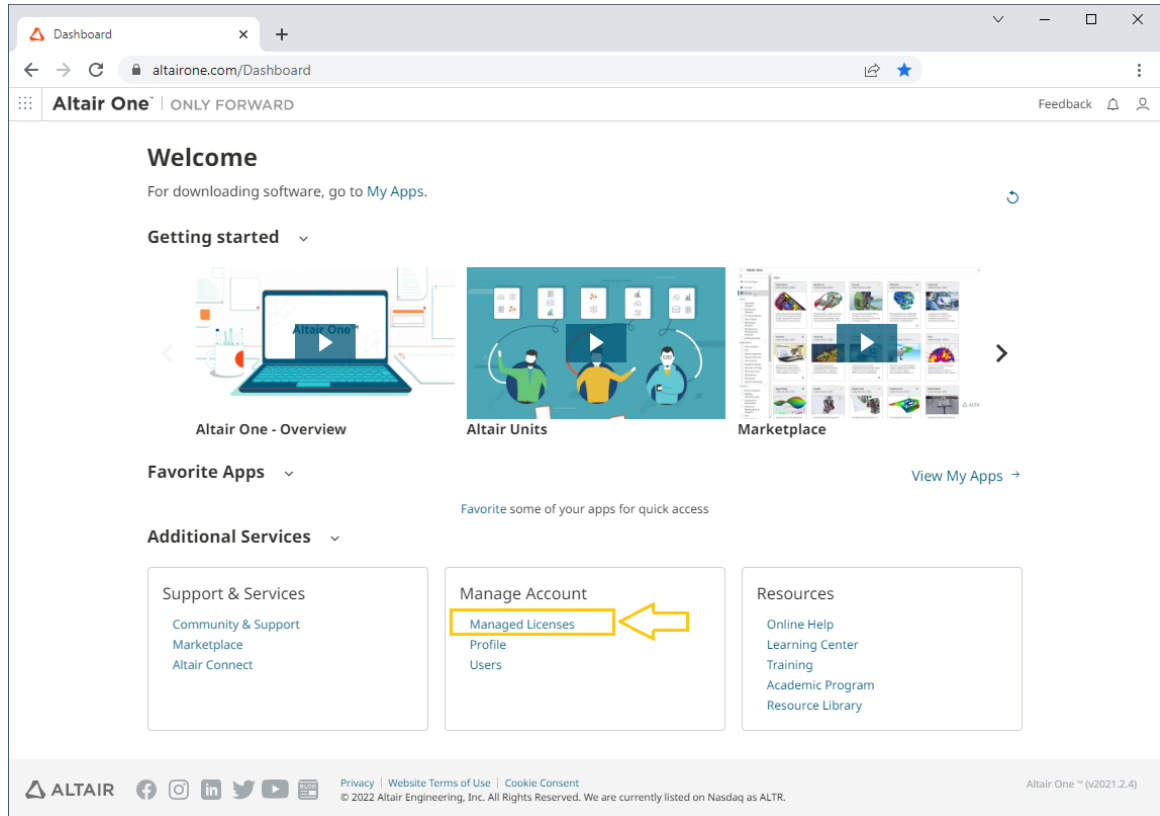 Dashboard
altairone.com/Dashboard
Altair One™ | ONLY FORWARD
Feedback
Welcome
For downloading software, go to My Apps.
Getting started
Altair One™
Altair One - Overview
Altair Units
Marketplace
Favorite Apps
View My Apps
Favorite some of your apps for quick access
Additional Services
Support & Services
Community & Support
Marketplace
Altair Connect
Manage Account
Managed Licenses
Profile
Users
Resources
Online Help
Learning Center
Training
Academic Program
Resource Library
ALTAIR
BLOG
Privacy | Website Terms of Use | Cookie Consent
© 2022 Altair Engineering, Inc. All Rights Reserved. We are currently listed on Nasdaq as ALTR.
Altair One ™ (v2021.2.4)